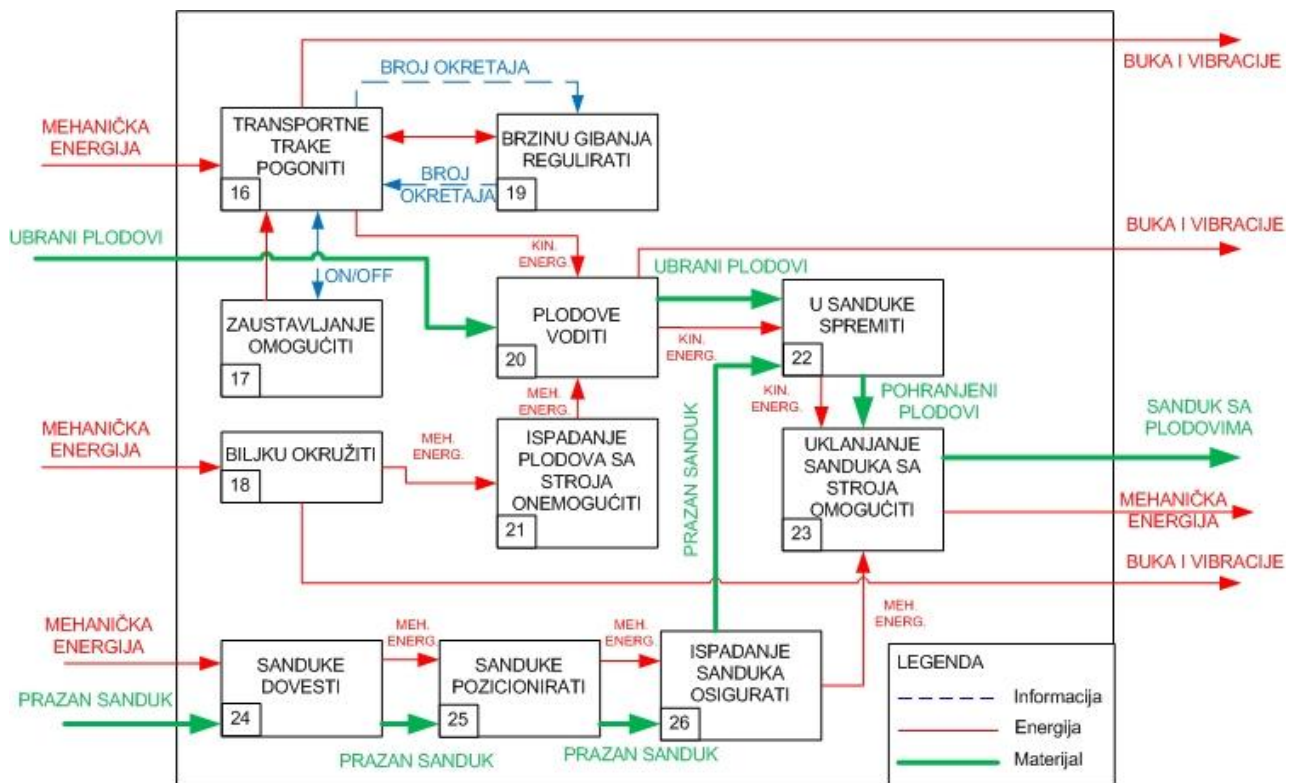 BUKA I VIBRACIJE
BROJ OKRETAJA
MEHANIČKA
ENERGIJA
TRANSPORTNE
TRAKE
POGONITI
16
BRZINU GIBANJA
REGULIRATI
19
BROJ
OKRETAJA
UBRANI PLODOVI
BUKA I VIBRACIJE
KIN.
ENERG.
UBRANI PLODOVI
ON/OFF
ZAUSTAVLJANJE
OMOGUĆITI
17
PLODOVE
VODITI
20
KIN.
ENERG.
U SANDUKE
SPREMITI
22
MEH.
ENERG.
KIN.
ENERG.
POHRANJENI
PLODOVI
SANDUK SA
PLODOVIMA
MEHANIČKA
ENERGIJA
BILJKU OKRUŽITI
18
MEH.
ENERG.
ISPADANJE
PLODOVA SA
STROJA
ONEMOGUĆITI
21
PRAZAN SANDUK
UKLANJANJE
SANDUKA SA
STROJA
OMOGUĆITI
23
MEHANIČKA
ENERGIJA
BUKA I VIBRACIJE
MEHANIČKA
ENERGIJA
MEH.
ENERG.
MEH.
ENERG.
MEH.
ENERG.
PRAZAN SANDUK
SANDUKE
DOVESTI
24
SANDUKE
POZICIONIRATI
25
ISPADANJE
SANDUKA
OSIGURATI
26
PRAZAN SANDUK
PRAZAN SANDUK
LEGENDA
Informacija
Energija
Materijal